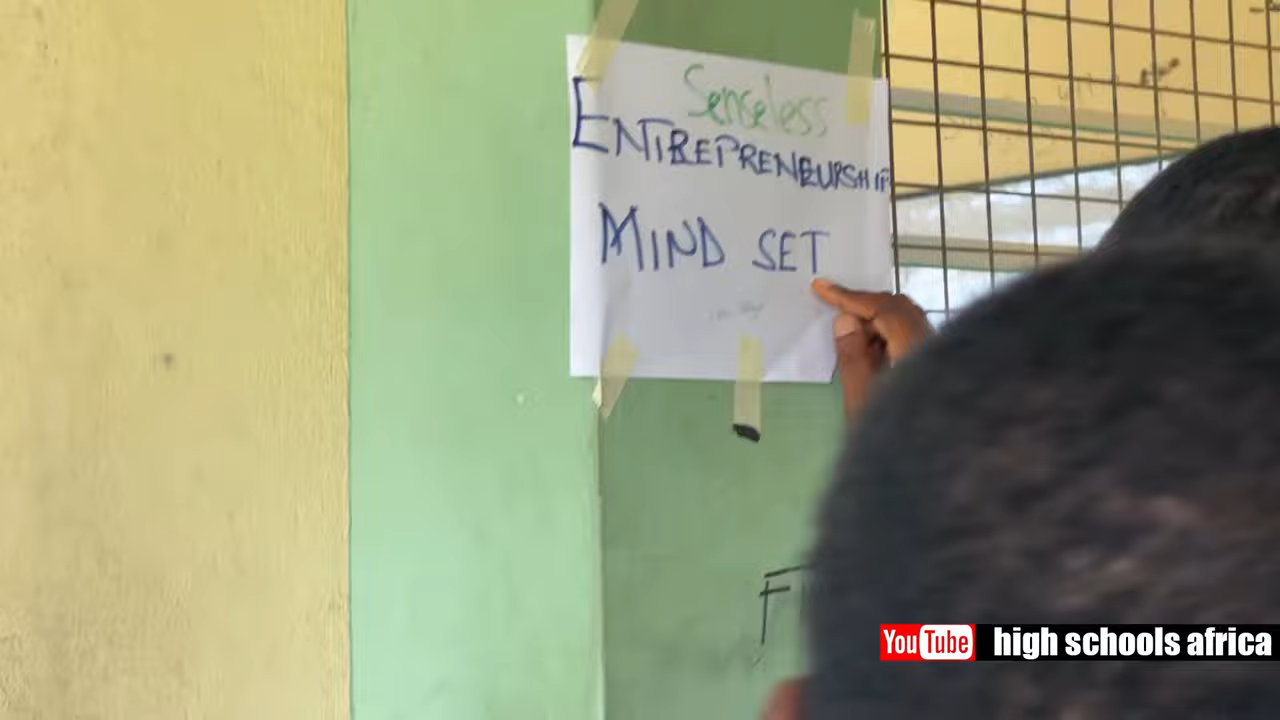 Senseless
ENTREPRENEURSHIP
MIND SET
F
YouTube high schools africa